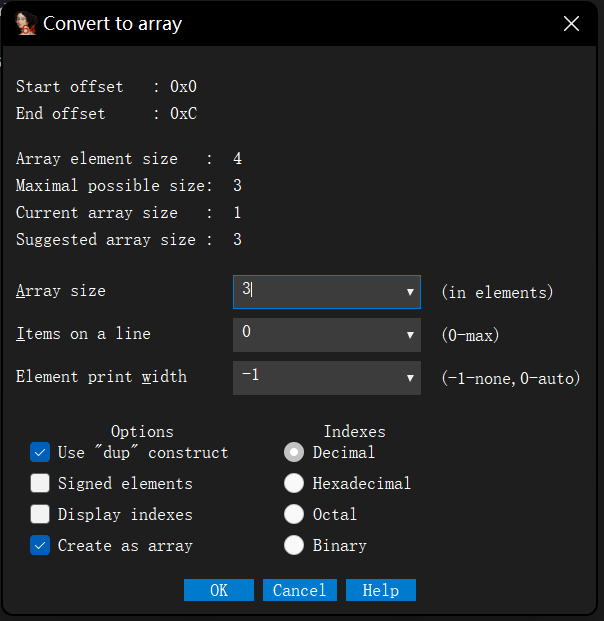 Convert to array
Start offset : 0x0
End offset : 0xC
Array element size : 4
Maximal possible size: 3
Current array size : 1
Suggested array size : 3
Array size 3 (in elements)
Items on a line 0 (0-max)
Element print width -1 (-1-none,0-auto)
Options Indexes
Use "dup" construct Decimal
Signed elements Hexadecimal
Display indexes Octal
Create as array Binary
OK Cancel Help